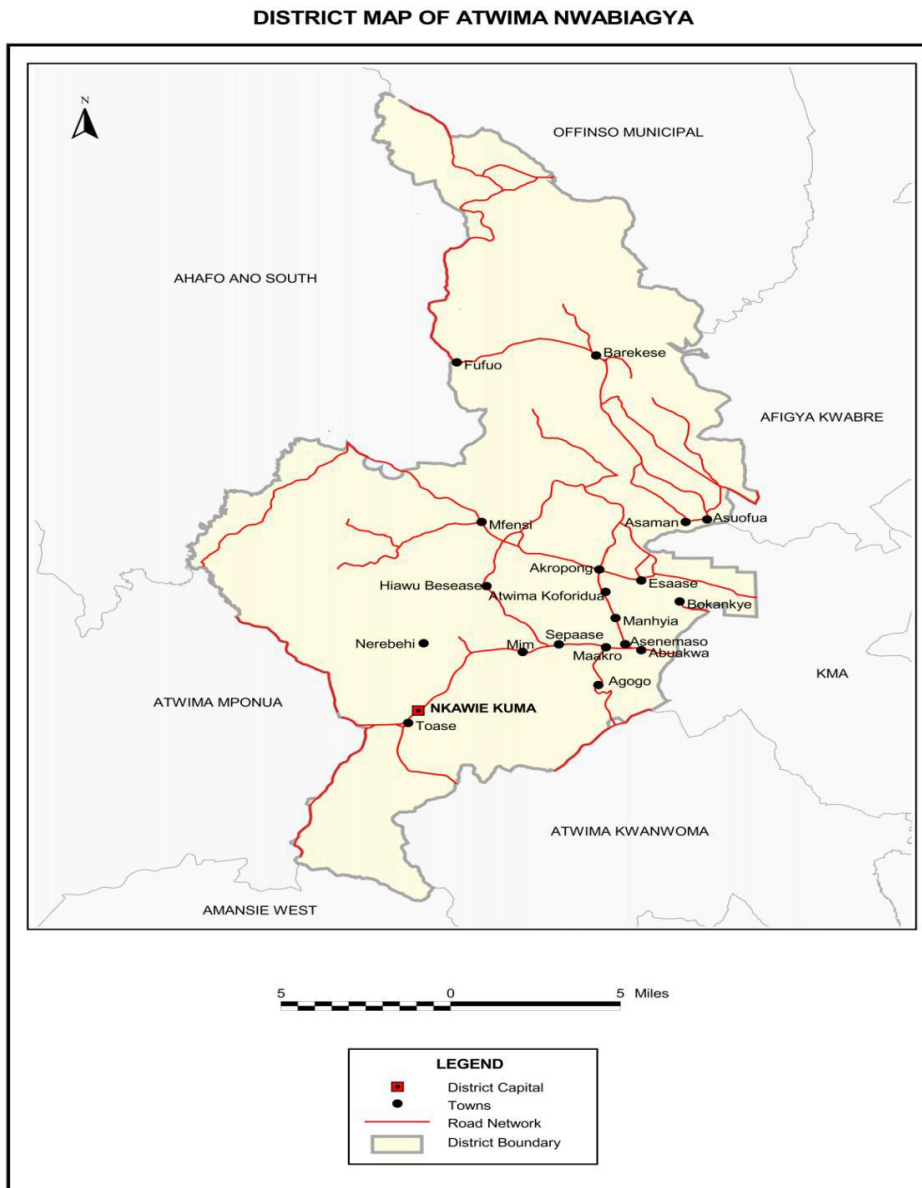 DISTRICT MAP OF ATWIMA NWABIAGYA
N
OFFINSO MUNICIPAL
AHAFO ANO SOUTH
Barekese
Fufuo
AFIGYA KWABRE
Mfensi
Asaman
Asuofua
Akropong
Esaase
Hiawu Besease
Atwima Koforidua
Bokankye
Manhyia
Sepaase
Asenemaso
Nerebehi
Mim
Maakro
Abuakwa
KMA
Agogo
ATWIMA MPONUA
NKAWIE KUMA
Toase
ATWIMA KWANWOMA
AMANSIE WEST
5 0 5 Miles
LEGEND
District Capital
Towns
Road Network
District Boundary